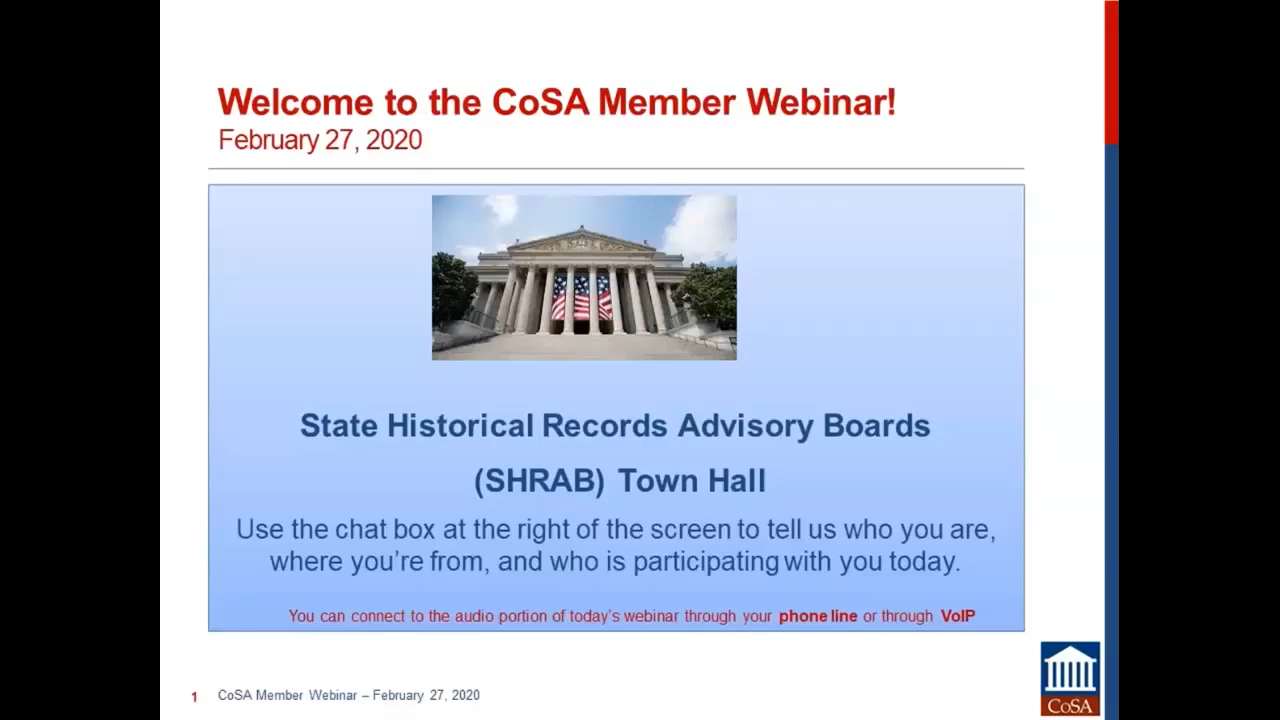 Welcome to the CoSA Member Webinar!
February 27, 2020
State Historical Records Advisory Boards
(SHRAB) Town Hall
Use the chat box at the right of the screen to tell us who you are,
where you're from, and who is participating with you today.
You can connect to the audio portion of today's webinar through your phone line or through VoIP
CoSA
1 CoSA Member Webinar – February 27, 2020